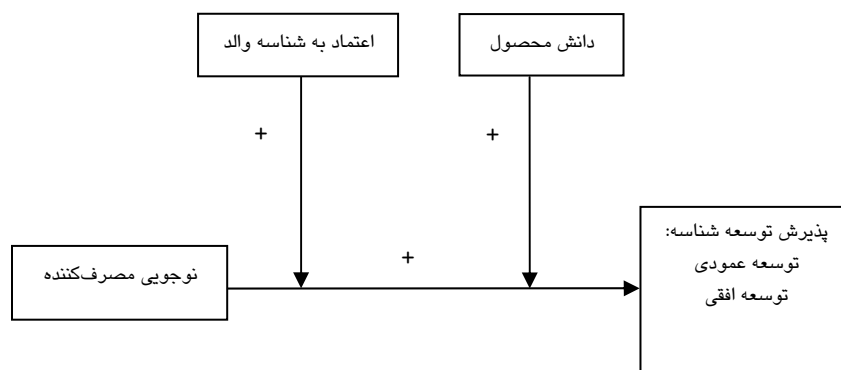 اعتماد به شناسه والد
دانش محصول
+
+
پذیرش توسعه شناسه:
توسعه عمودی
توسعه افقی
+
نوجویی مصرف‌کننده